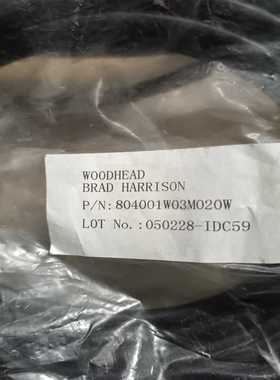 WOODHEAD
BRAD HARRISON
P/N:804001W03M020W
LOT No.:050228-IDC59